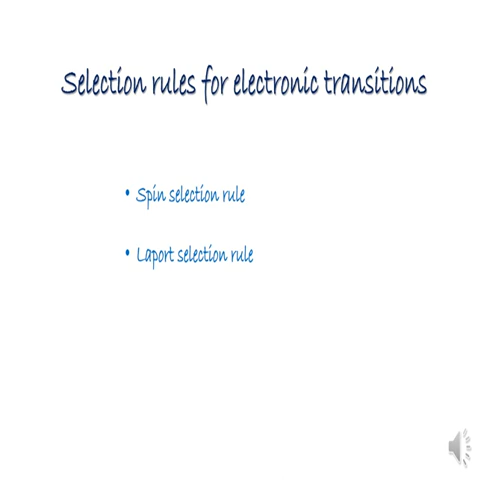 Selection rules for electronic transitions
• Spin selection rule
• Laport selection rule